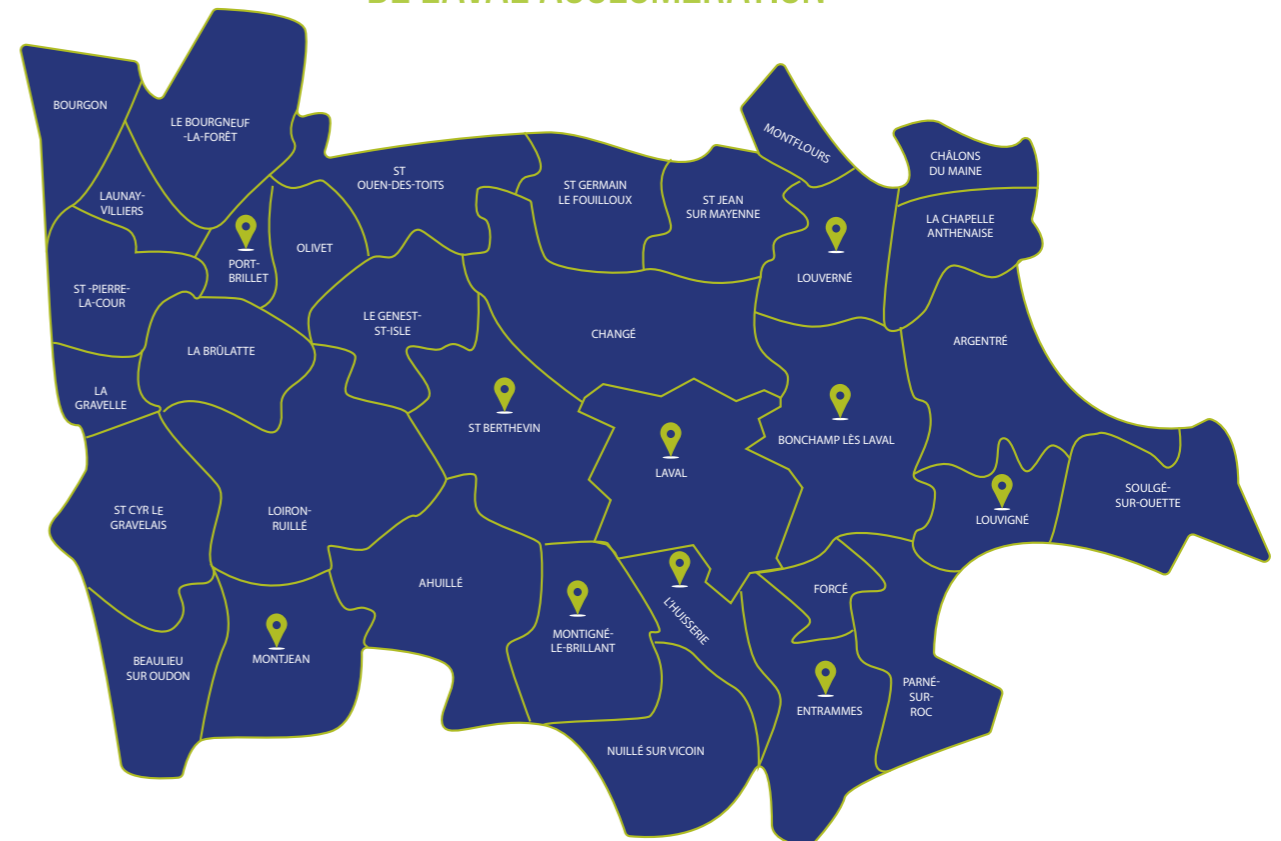 DE LAVAL AGGLOMÉRATION
BOURGON
LE BOURGNEUF
-LA-FORÊT
MONTFLOURS
CHÂLONS
DU MAINE
ST
OUEN-DES-TOITS
ST GERMAIN
LE FOUILLOUX
ST JEAN
SUR MAYENNE
LAUNAY-
VILLIERS
LA CHAPELLE
ANTHENAISE
OLIVET
PORT-
BRILLET
LOUVERNÉ
ST -PIERRE-
LA-COUR
LE GENEST-
ST-ISLE
CHANGÉ
ARGENTRÉ
LA BRÛLATTE
LA
GRAVELLE
ST BERTHEVIN
BONCHAMP LÈS LAVAL
LAVAL
SOULGÉ-
SUR-OUETTE
ST CYR LE
GRAVELAIS
LOIRON-
RUILLÉ
LOUVIGNÉ
AHUILLÉ
FORCÉ
L'HUISSERIE
MONTIGNÉ-
LE-BRILLANT
BEAULIEU
SUR OUDON
MONTJEAN
PARNÉ-
SUR-
ROC
ENTRAMMES
NUILLÉ SUR VICOIN